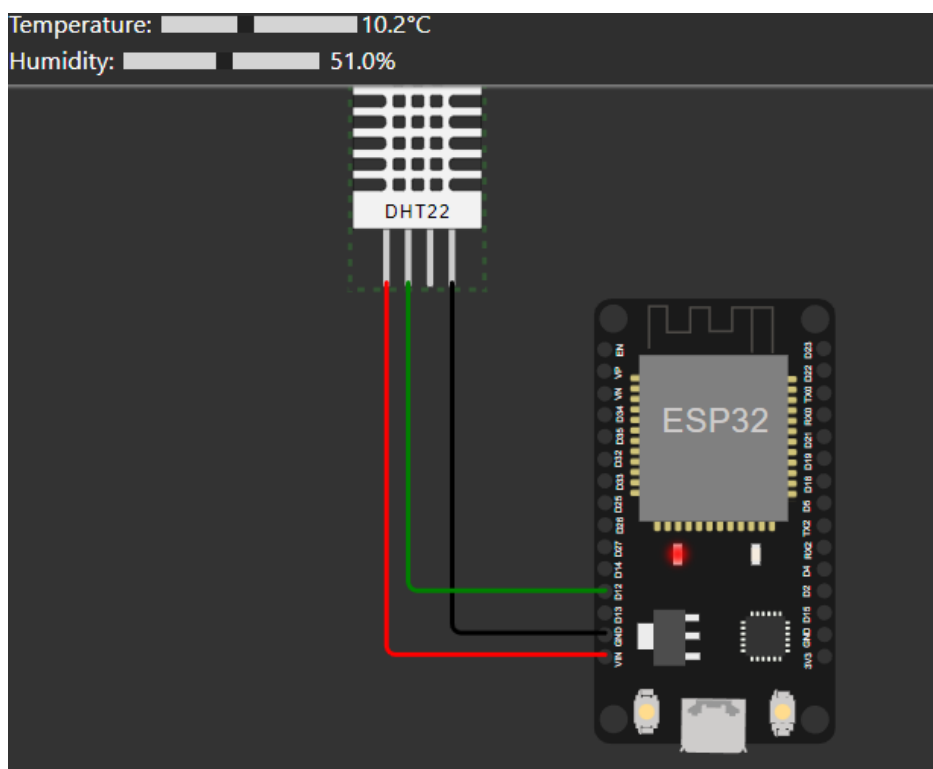 Temperature: 10.2°C
Humidity: 51.0%
DHT22
ESP32
EN
VP
VN
D34
D35
D32
D33
D25
D26
D27
D14
D12
D13
GND
VIN
D23
D22
TX0
RX0
D21
D19
D18
D5
TX2
RX2
D4
D2
D15
GND
3V3